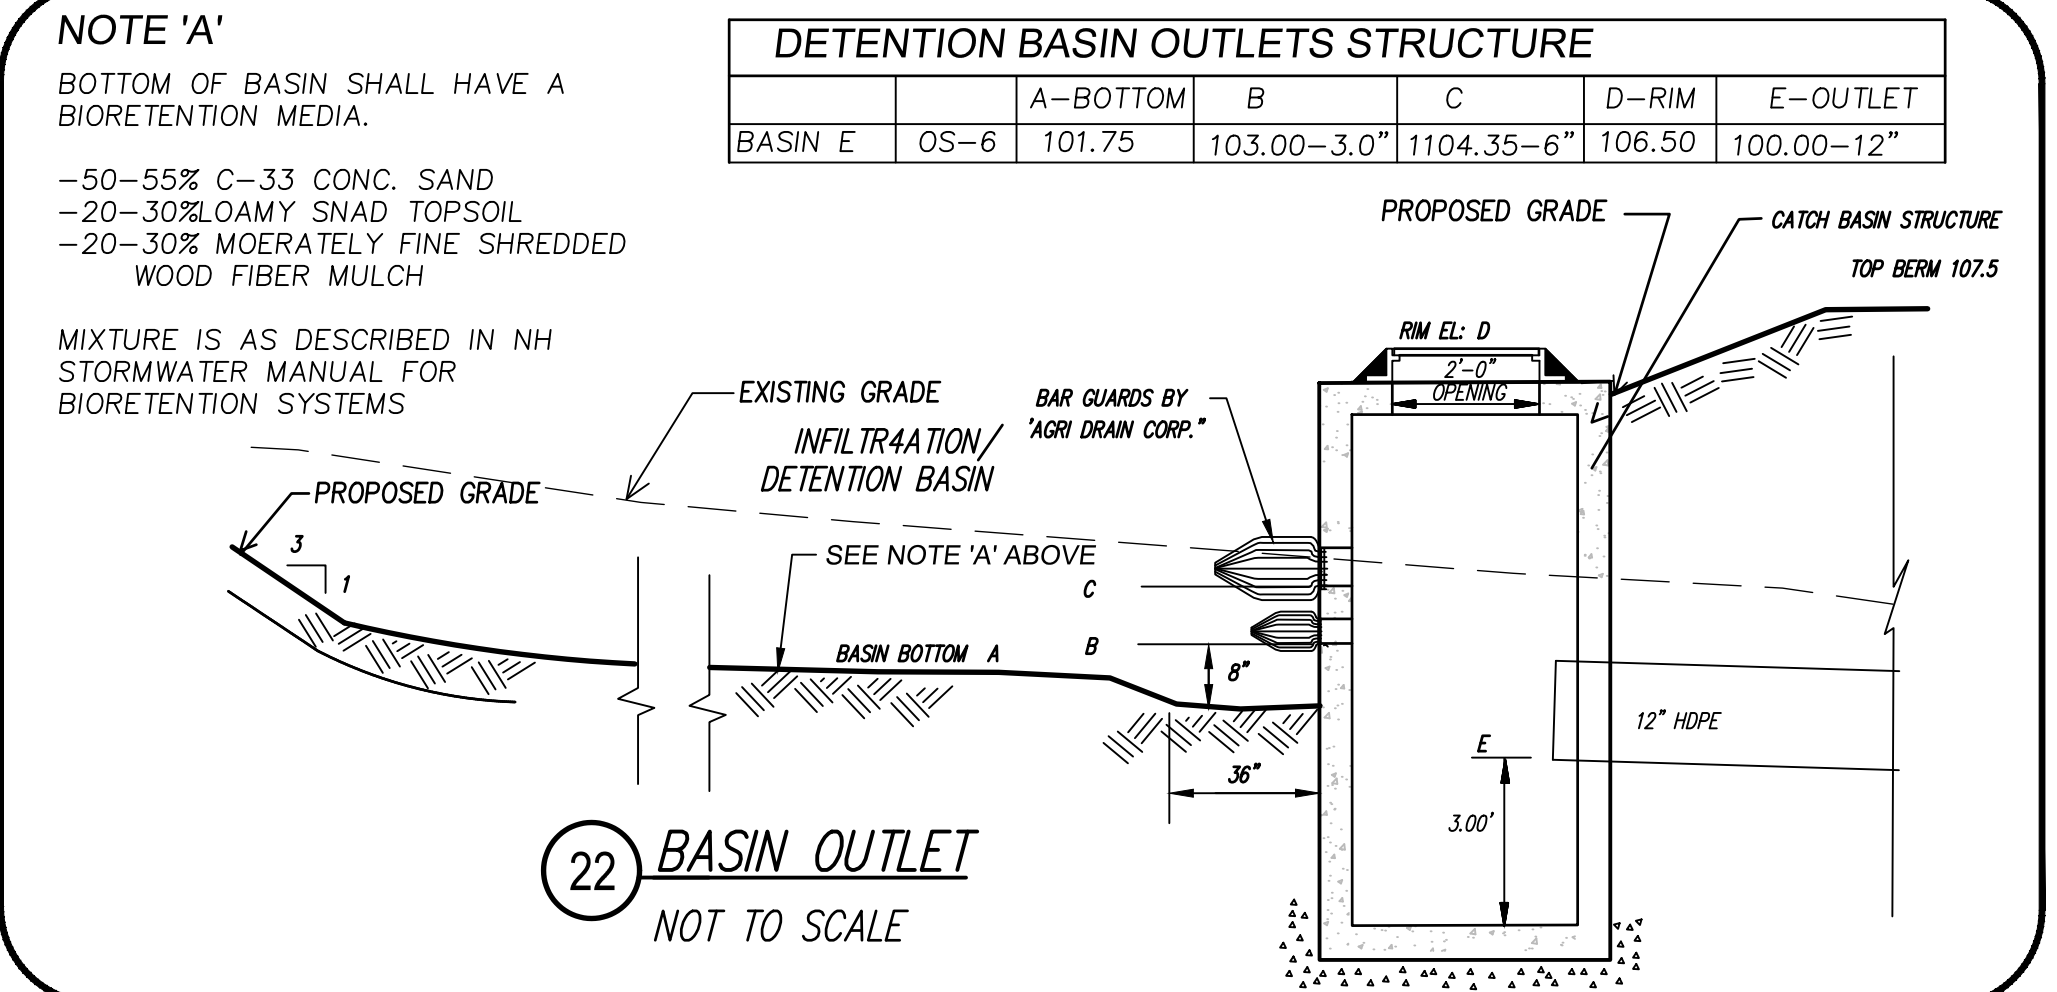 NOTE 'A'
BOTTOM OF BASIN SHALL HAVE A
BIORETENTION MEDIA.
-50-55% C-33 CONC. SAND
-20-30%LOAMY SNAD TOPSOIL
-20-30% MOERATELY FINE SHREDDED
WOOD FIBER MULCH
MIXTURE IS AS DESCRIBED IN NH
STORMWATER MANUAL FOR
BIORETENTION SYSTEMS
DETENTION BASIN OUTLETS STRUCTURE
A-BOTTOM B C D-RIM E-OUTLET
BASIN E OS-6 101.75 103.00-3.0" 1104.35-6" 106.50 100.00-12"
PROPOSED GRADE
CATCH BASIN STRUCTURE
TOP BERM 107.5
RIM EL: D
2'-0"
OPENING
EXISTING GRADE
BAR GUARDS BY
'AGRI DRAIN CORP."
INFILTR4ATION/
DETENTION BASIN
PROPOSED GRADE
3
1
SEE NOTE 'A' ABOVE
C
B
BASIN BOTTOM A
8"
36"
E
12" HDPE
3.00'
22
BASIN OUTLET
NOT TO SCALE